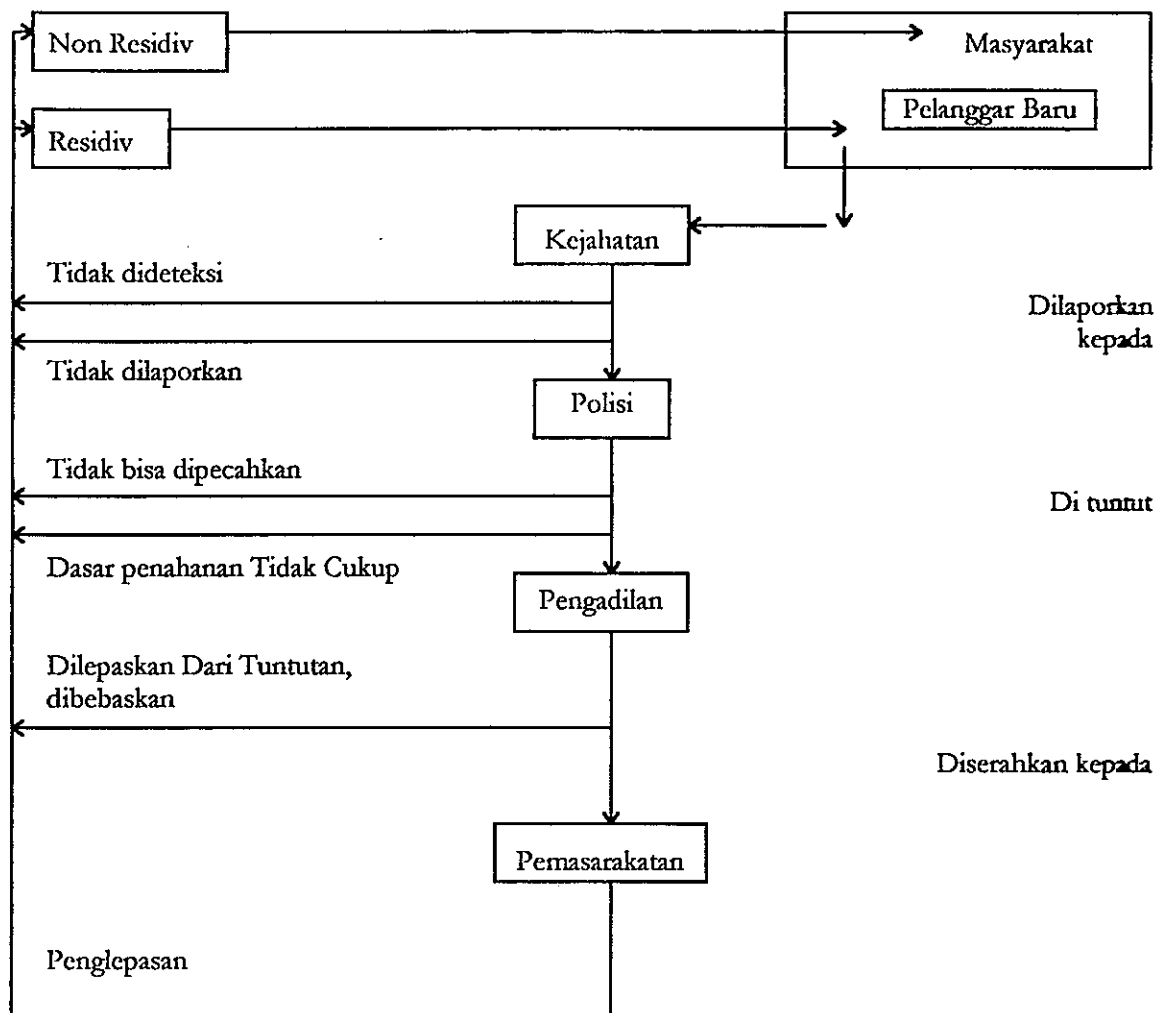 Non Residiv
Masyarakat
Pelanggar Baru
Residiv
Kejahatan
Tidak dideteksi
Dilaporkan
kepada
Tidak dilaporkan
Polisi
Tidak bisa dipecahkan
Di tuntut
Dasar penahanan Tidak Cukup
Pengadilan
Dilepaskan Dari Tuntutan,
dibebaskan
Diserahkan kepada
Pemasarakatan
Penglepasan